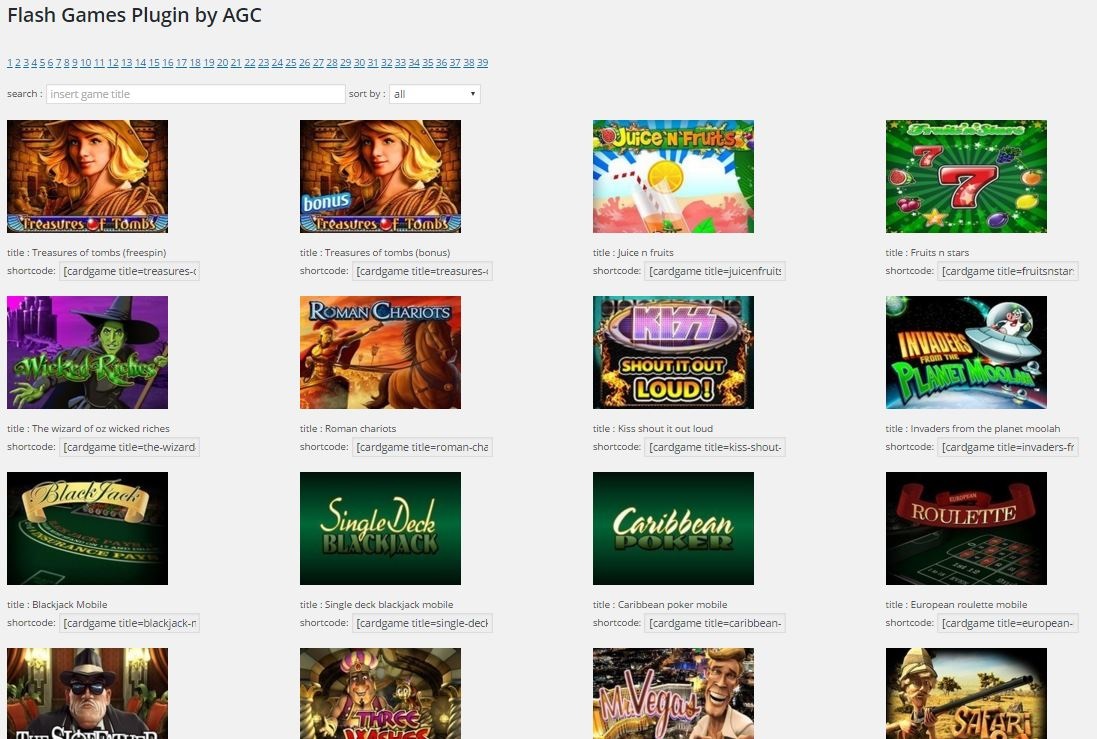 Flash Games Plugin by AGC
1 2 3 4 5 6 7 8 9 10 11 12 13 14 15 16 17 18 19 20 21 22 23 24 25 26 27 28 29 30 31 32 33 34 35 36 37 38 39
search : insert game title sort by : all
Treasures of Tombs
bonus
Treasures of Tombs
Juice'N'Fruits
Fruits'n'Stars
7 7 7
title : Treasures of tombs (freespin)
shortcode: [cardgame title=treasures-o
title : Treasures of tombs (bonus)
shortcode: [cardgame title=treasures-o
title : Juice n fruits
shortcode: [cardgame title=juicenfruits
title : Fruits n stars
shortcode: [cardgame title=fruitsnstar
Wicked Riches
ROMAN CHARIOTS
KISS
SHOUT IT OUT
LOUD!
INVADERS
FROM THE
PLANET MOOLAH
title : The wizard of oz wicked riches
shortcode: [cardgame title=the-wizard
title : Roman chariots
shortcode: [cardgame title=roman-cha
title : Kiss shout it out loud
shortcode: [cardgame title=kiss-shout-
title : Invaders from the planet moolah
shortcode: [cardgame title=invaders-fr
BlackJack
BLACK JACK PAYS
INSURANCE PAYS
Single Deck
BLACKJACK
Caribbean
POKER
EUROPEAN
ROULETTE
title : Blackjack Mobile
shortcode: [cardgame title=blackjack-m
title : Single deck blackjack mobile
shortcode: [cardgame title=single-deck
title : Caribbean poker mobile
shortcode: [cardgame title=caribbean-
title : European roulette mobile
shortcode: [cardgame title=european-
THE SLOTFATHER
THREE
WISHES
Mr. Vegas
SAFARI